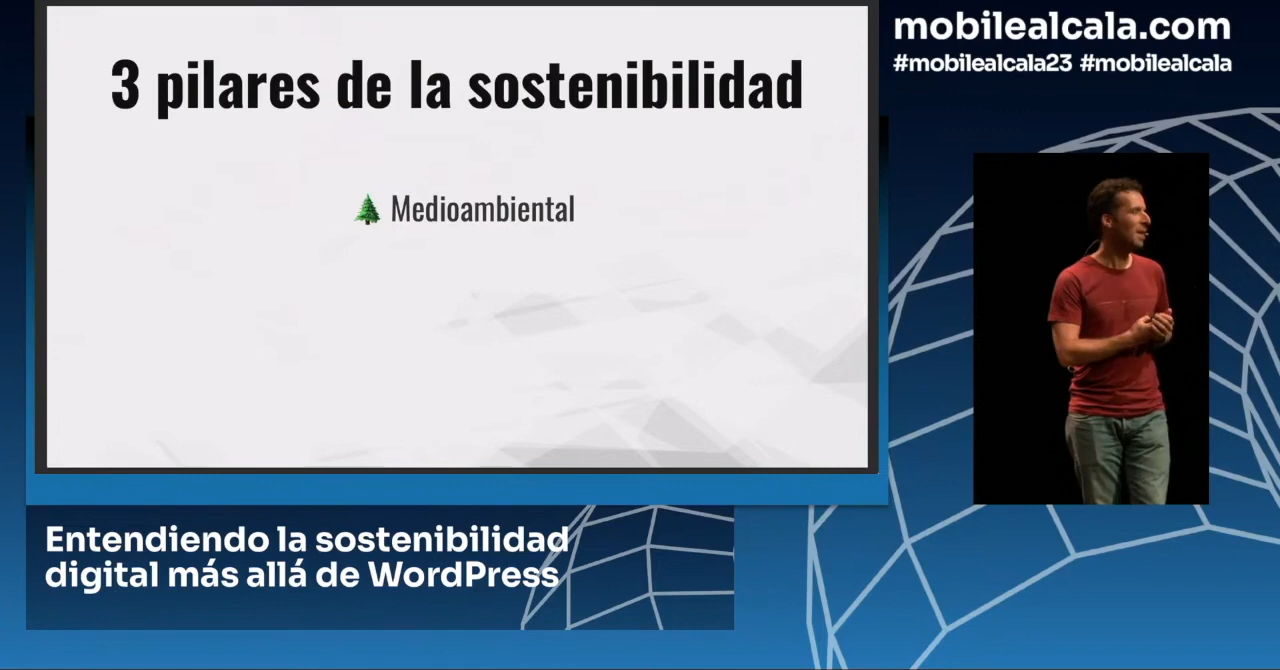 3 pilares de la sostenibilidad
🌲 Medioambiental
mobilealcala.com
#mobilealcala23 #mobilealcala
Entendiendo la sostenibilidad
digital más allá de WordPress